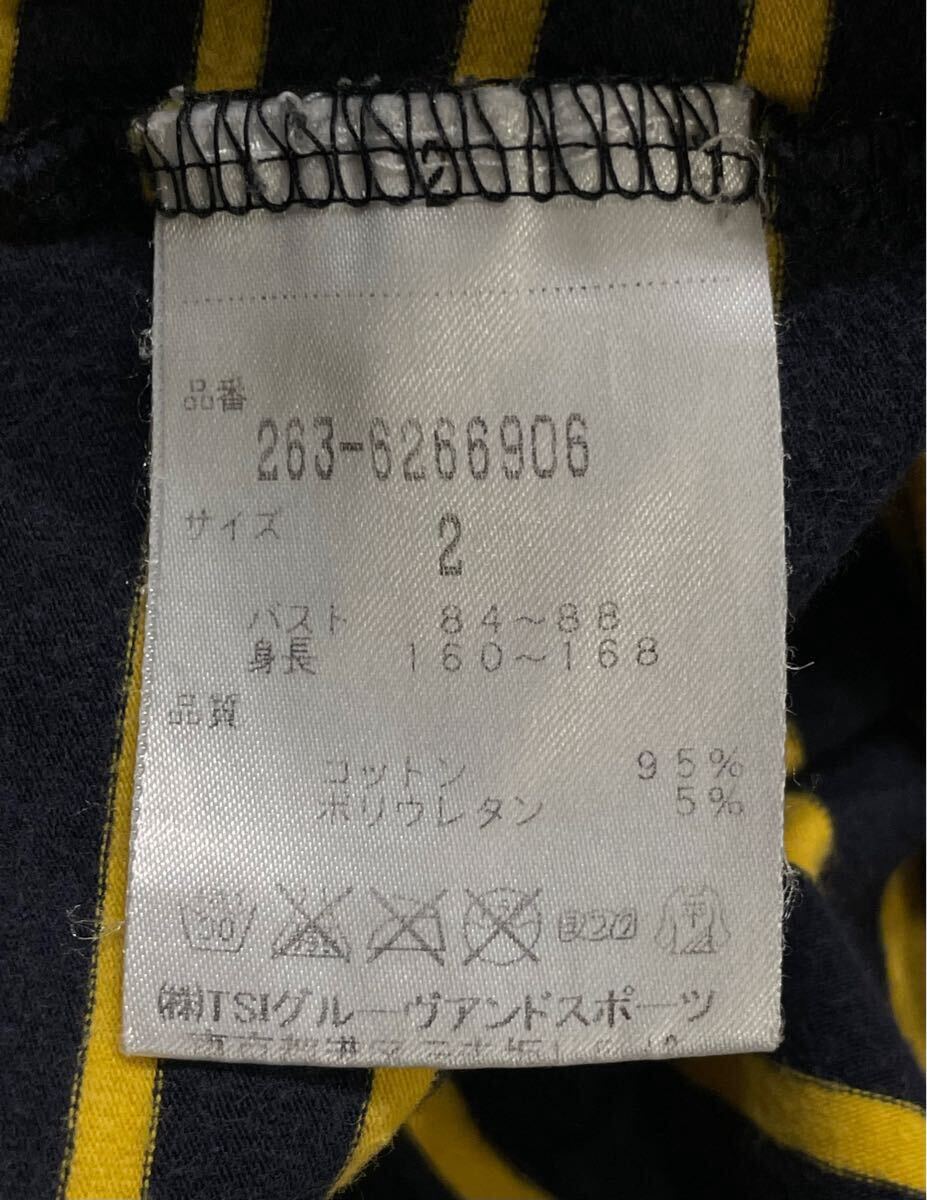 品番
263-6266906
サイズ 2
バスト 84～88
身長 160～168
品質
コットン 95%
ポリウレタン 5%
㈱TSIグルーヴアンドスポーツ